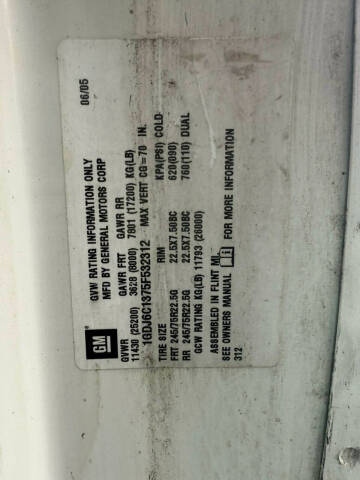 GM
GVW RATING INFORMATION ONLY
MFD BY GENERAL MOTORS CORP
06/05
GVWR GAWR FRT GAWR RR
11430 (25200) 3628 (8000) 7801 (17200) KG(LB)
1GDJ6C1375F532312 MAX VERT CG=70 IN.
TIRE SIZE RIM KPA(PSI) COLD
FRT 245/75R22.5G 22.5X7.50BC 620(090)
RR 245/75R22.5G 22.5X7.50BC 760(110) DUAL
GCW RATING KG(LB) 11793 (26000)
ASSEMBLED IN FLINT MI.
SEE OWNERS MANUAL i FOR MORE INFORMATION
312